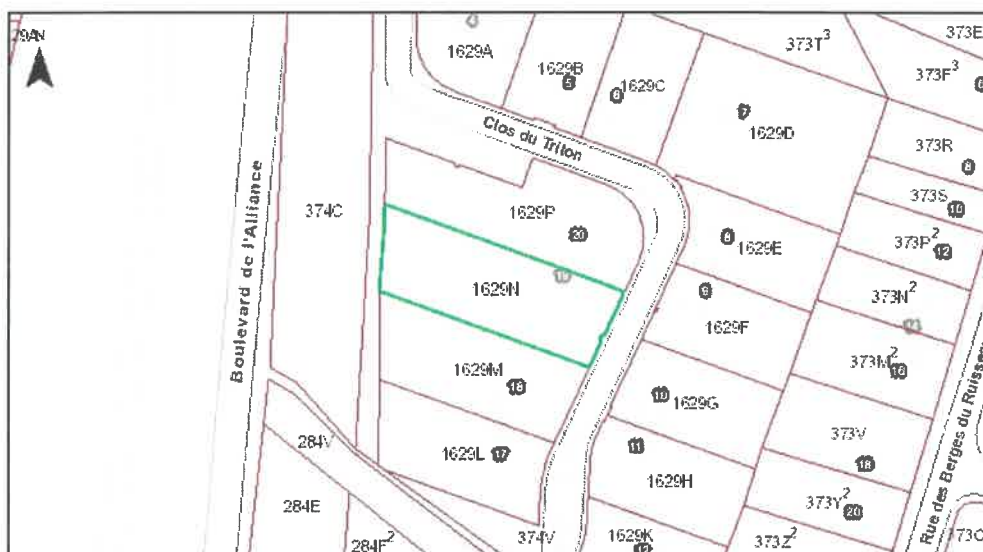 N
1629A
1629B
5
6
1629C
373T³
373E
373F³
7
1629D
Clos du Triton
373R
8
373S
10
374C
1629P
20
8
1629E
373P²
12
Boulevard de l'Alliance
1629N
19
9
373N²
1629F
1629M
18
373M²
16
10
1629G
284V
1629L
17
11
373V
18
1629H
284E
373Y²
20
Rue des Berges du Ruisseau
284F²
374V
1629K
373Z²